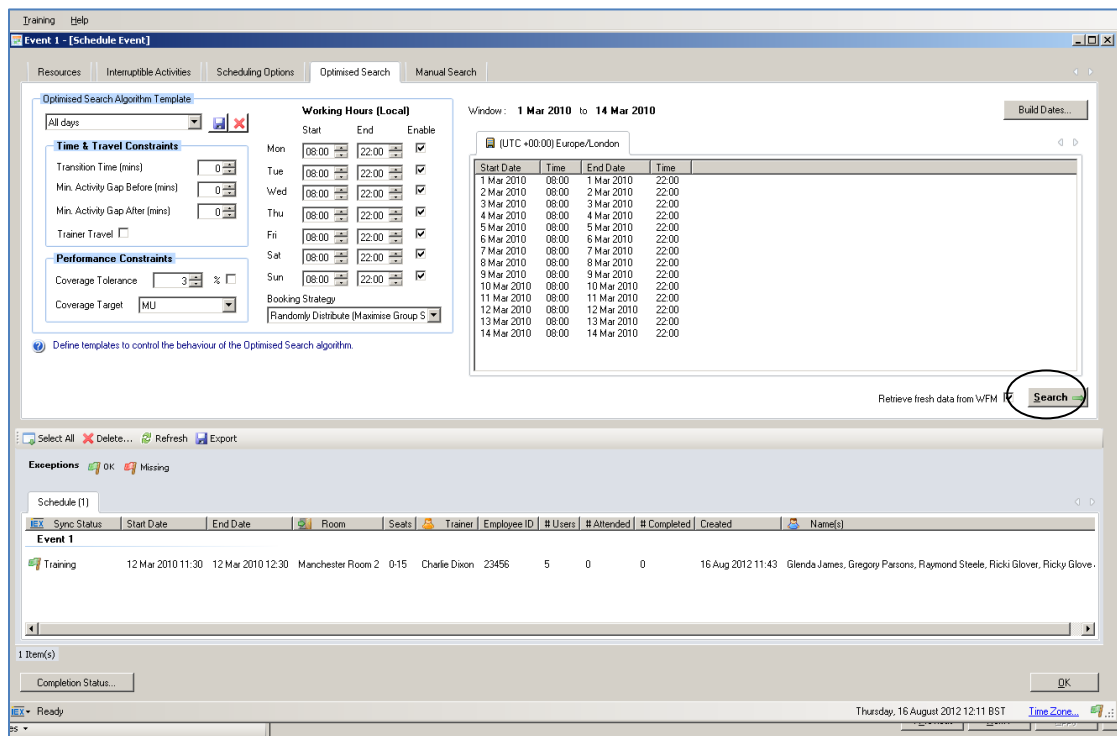 Training Help
Event 1 - [Schedule Event]
Resources Interruptible Activities Scheduling Options Optimised Search Manual Search
Optimised Search Algorithm Template
All days
Working Hours (Local)
Window : 1 Mar 2010 to 14 Mar 2010
Build Dates...
Start End Enable
Time & Travel Constraints
Transition Time (mins) 0
Min. Activity Gap Before (mins) 0
Min. Activity Gap After (mins) 0
Trainer Travel
Performance Constraints
Coverage Tolerance 3 %
Coverage Target MU
Mon 08:00 22:00
Tue 08:00 22:00
Wed 08:00 22:00
Thu 08:00 22:00
Fri 08:00 22:00
Sat 08:00 22:00
Sun 08:00 22:00
Booking Strategy
Randomly Distribute (Maximise Group S
Define templates to control the behaviour of the Optimised Search algorithm.
(UTC +00:00) Europe/London
Start Date Time End Date Time
1 Mar 2010 08:00 1 Mar 2010 22:00
2 Mar 2010 08:00 2 Mar 2010 22:00
3 Mar 2010 08:00 3 Mar 2010 22:00
4 Mar 2010 08:00 4 Mar 2010 22:00
5 Mar 2010 08:00 5 Mar 2010 22:00
6 Mar 2010 08:00 6 Mar 2010 22:00
7 Mar 2010 08:00 7 Mar 2010 22:00
8 Mar 2010 08:00 8 Mar 2010 22:00
9 Mar 2010 08:00 9 Mar 2010 22:00
10 Mar 2010 08:00 10 Mar 2010 22:00
11 Mar 2010 08:00 11 Mar 2010 22:00
12 Mar 2010 08:00 12 Mar 2010 22:00
13 Mar 2010 08:00 13 Mar 2010 22:00
14 Mar 2010 08:00 14 Mar 2010 22:00
Retrieve fresh data from WFM Search
Select All Delete... Refresh Export
Exceptions OK Missing
Schedule (1)
IEX Sync Status Start Date End Date Room Seats Trainer Employee ID # Users # Attended # Completed Created Name(s)
Event 1
Training 12 Mar 2010 11:30 12 Mar 2010 12:30 Manchester Room 2 0-15 Charlie Dixon 23456 5 0 0 16 Aug 2012 11:43 Glenda James, Gregory Parsons, Raymond Steele, Ricki Glover, Ricky Glove
1 Item(s)
Completion Status... OK
IEX Ready Thursday, 16 August 2012 12:11 BST Time Zone...
es